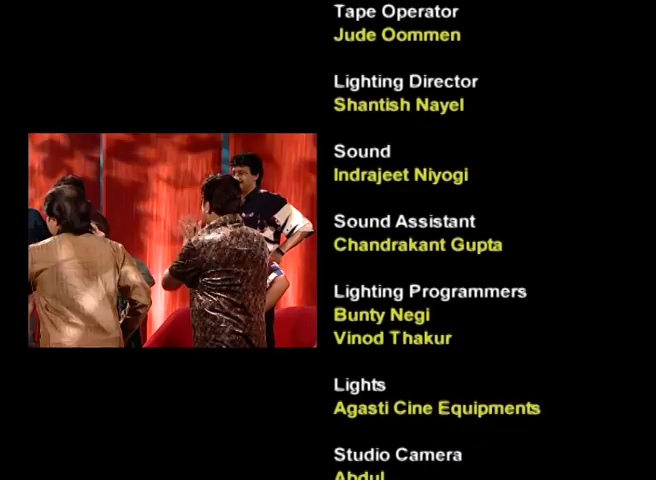 Tape Operator
Jude Oommen
Lighting Director
Shantish Nayel
Sound
Indrajeet Niyogi
Sound Assistant
Chandrakant Gupta
Lighting Programmers
Bunty Negi
Vinod Thakur
Lights
Agasti Cine Equipments
Studio Camera
Abdul